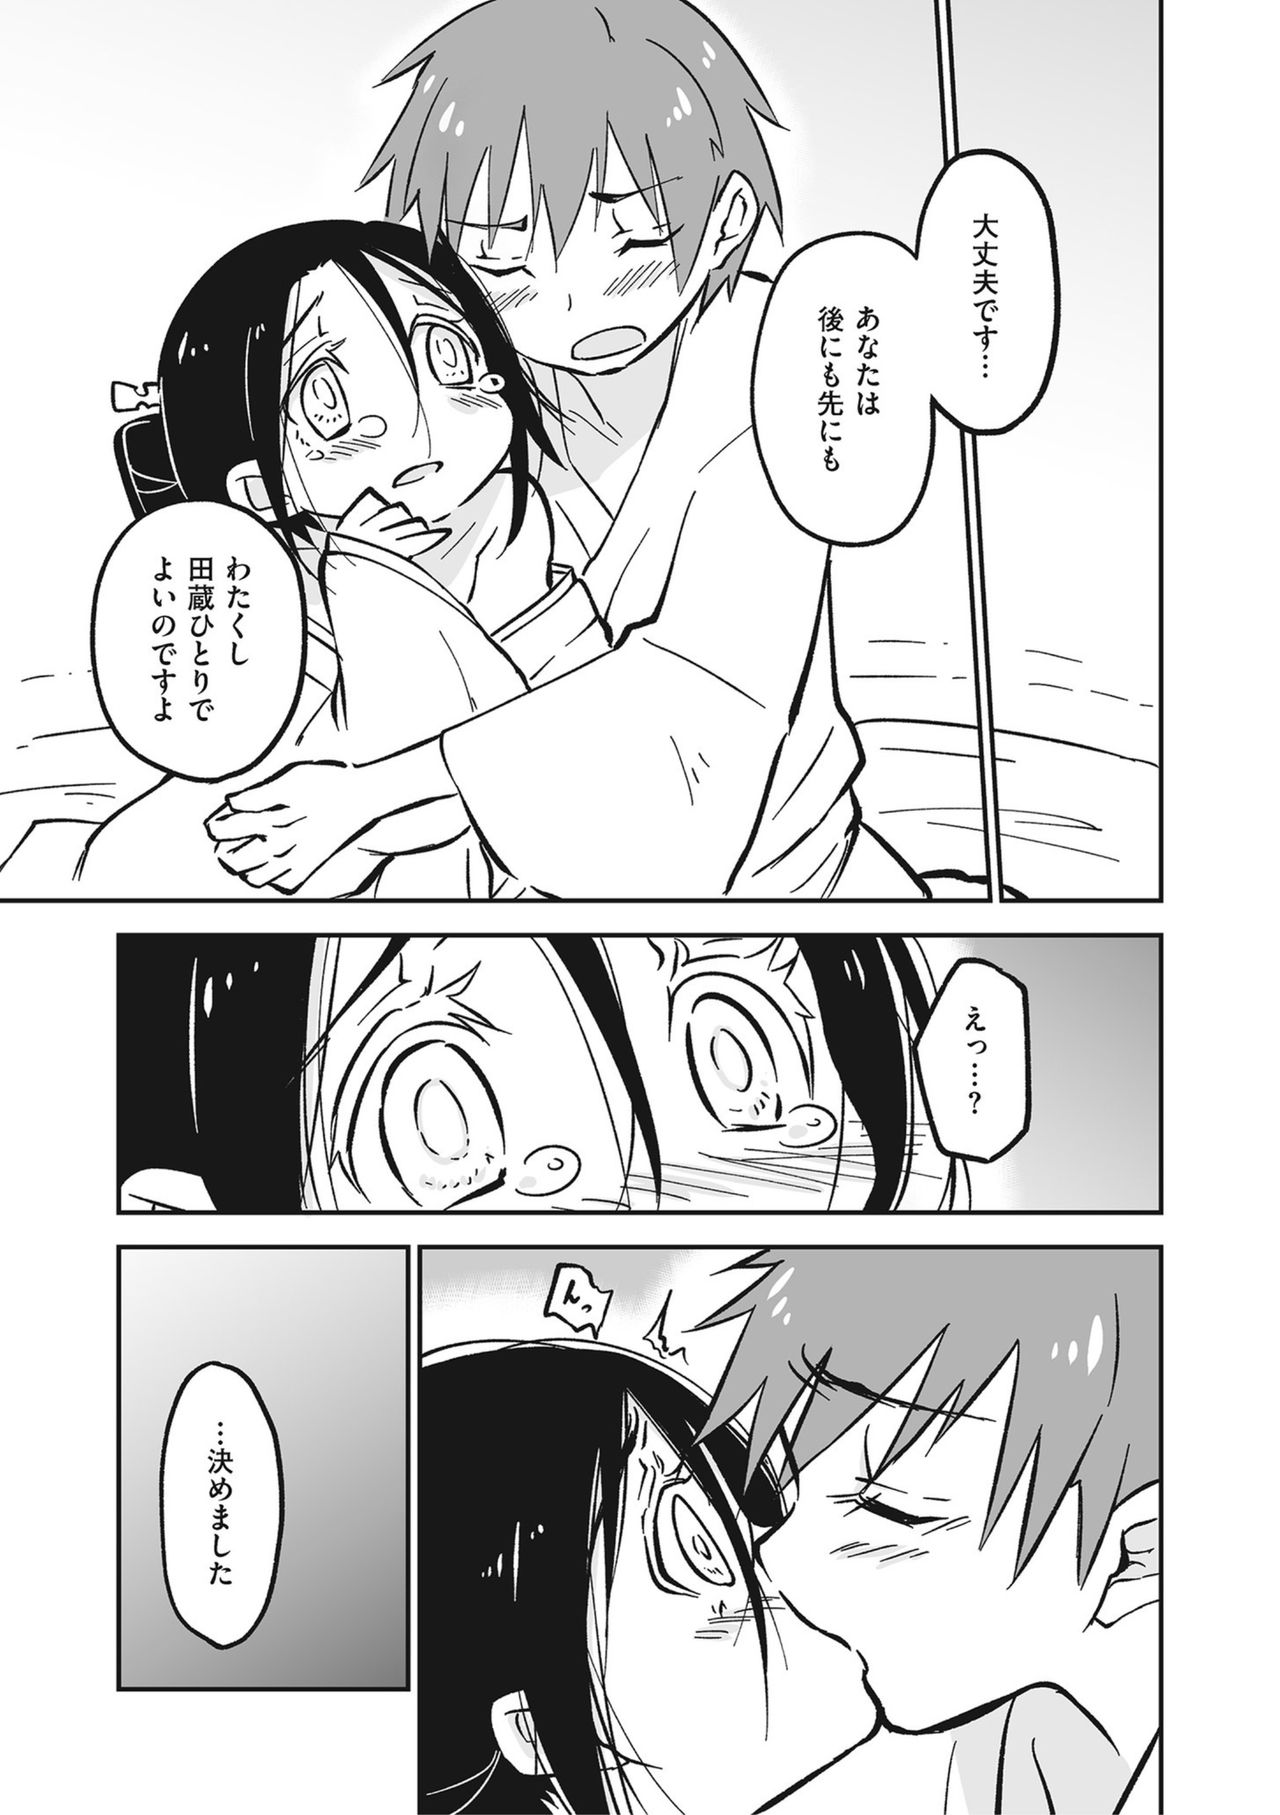 大丈夫です…
あなたは
後にも先にも
わたくし
田蔵ひとりで
よいのですよ
えっ…?
んっ
…決めました